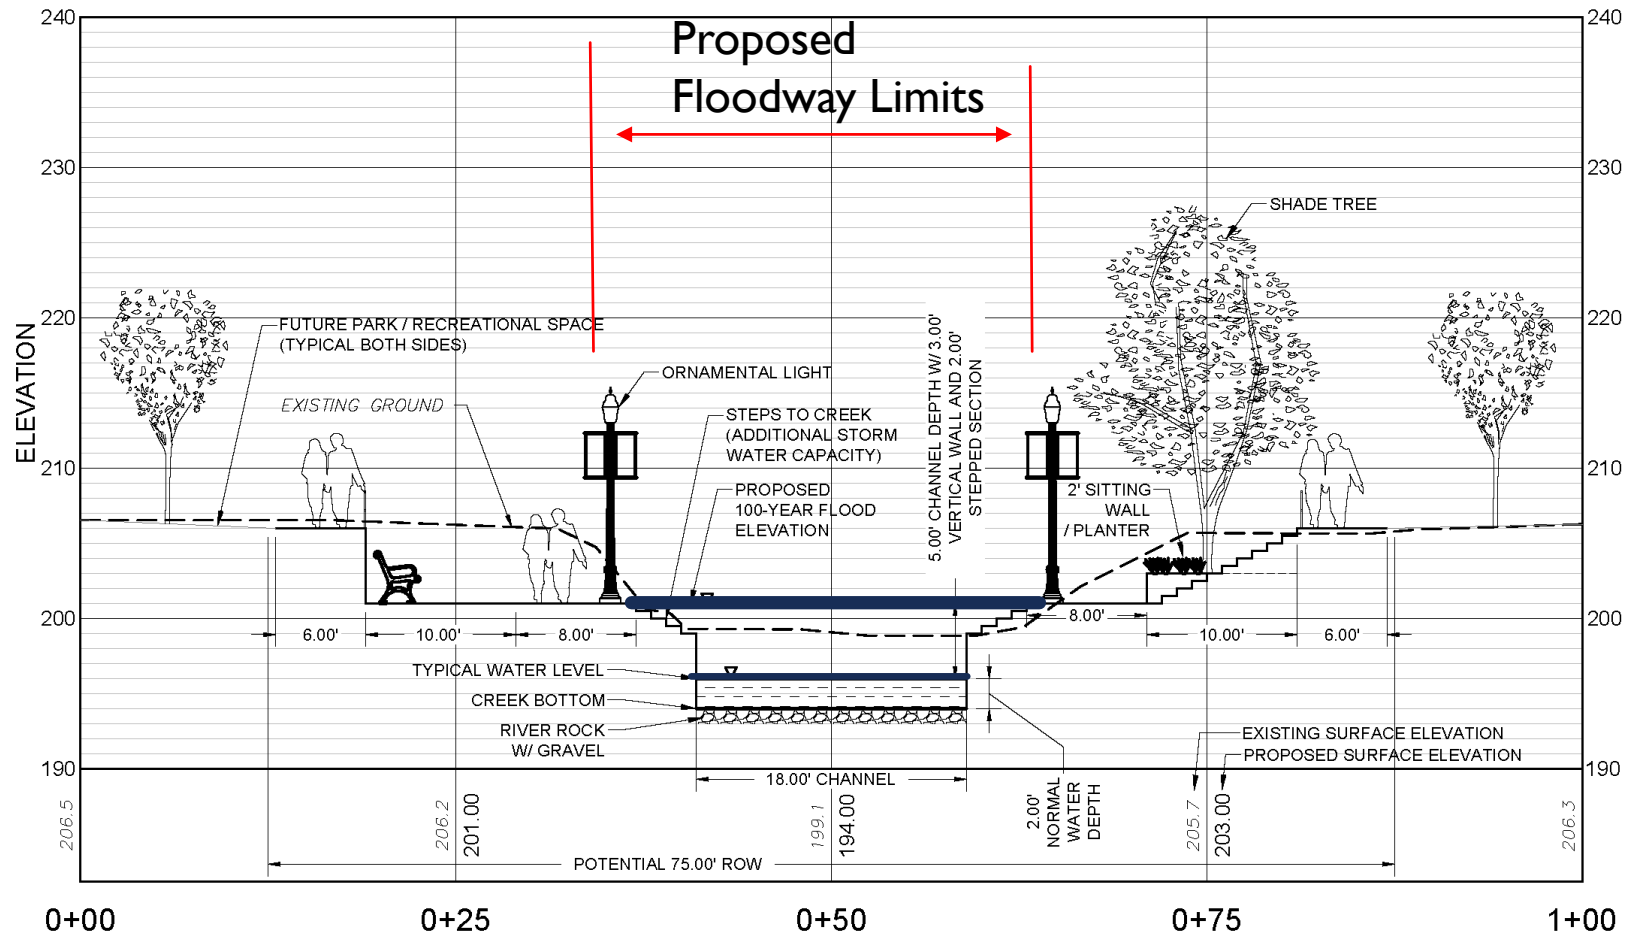 240
240
Proposed
Floodway Limits
230
230
SHADE TREE
220
220
FUTURE PARK / RECREATIONAL SPACE
(TYPICAL BOTH SIDES)
ELEVATION
ORNAMENTAL LIGHT
EXISTING GROUND
STEPS TO CREEK
(ADDITIONAL STORM
WATER CAPACITY)
5.00' CHANNEL DEPTH W/ 3.00'
VERTICAL WALL AND 2.00'
STEPPED SECTION
210
210
PROPOSED
100-YEAR FLOOD
ELEVATION
2' SITTING
WALL
/ PLANTER
200
200
6.00'
10.00'
8.00'
8.00'
10.00'
6.00'
TYPICAL WATER LEVEL
CREEK BOTTOM
RIVER ROCK
W/ GRAVEL
EXISTING SURFACE ELEVATION
PROPOSED SURFACE ELEVATION
190
190
18.00' CHANNEL
2.00'
NORMAL
WATER
DEPTH
206.5
206.2
201.00
199.1
194.00
205.7
203.00
206.3
POTENTIAL 75.00' ROW
0+00
0+25
0+50
0+75
1+00